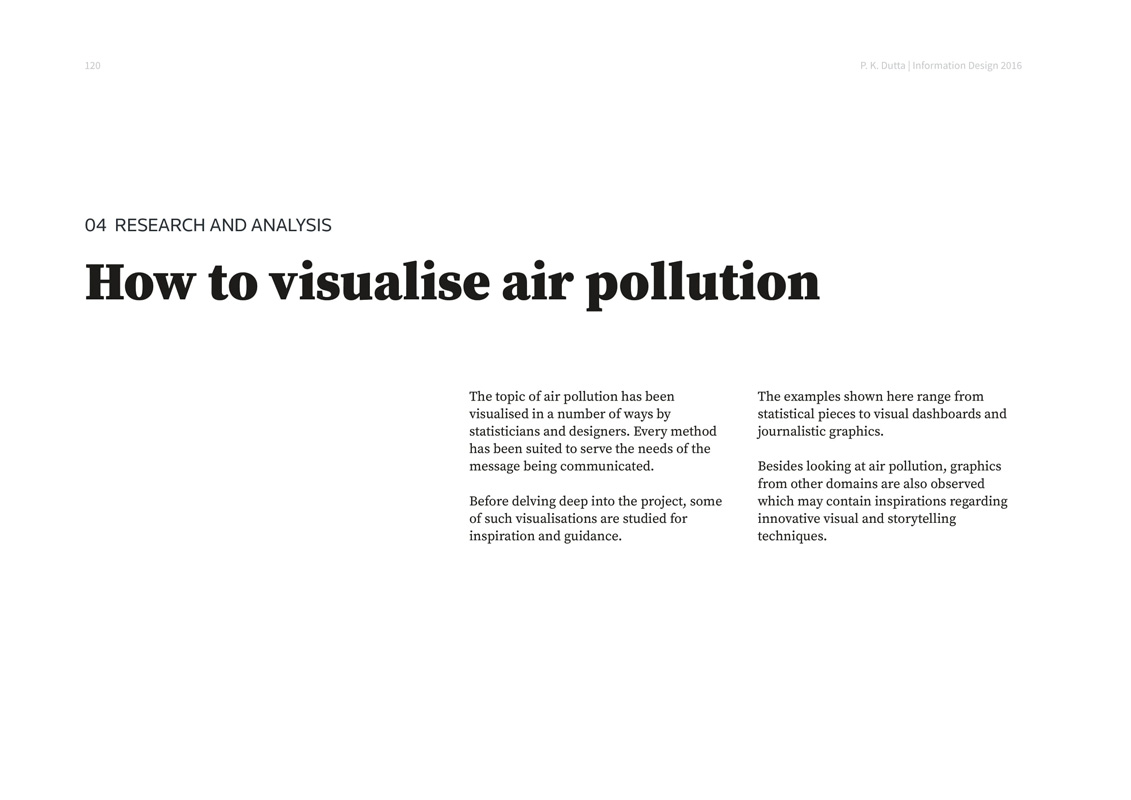 120
P. K. Dutta | Information Design 2016
04 RESEARCH AND ANALYSIS
How to visualise air pollution
The topic of air pollution has been
visualised in a number of ways by
statisticians and designers. Every method
has been suited to serve the needs of the
message being communicated.
Before delving deep into the project, some
of such visualisations are studied for
inspiration and guidance.
The examples shown here range from
statistical pieces to visual dashboards and
journalistic graphics.
Besides looking at air pollution, graphics
from other domains are also observed
which may contain inspirations regarding
innovative visual and storytelling
techniques.